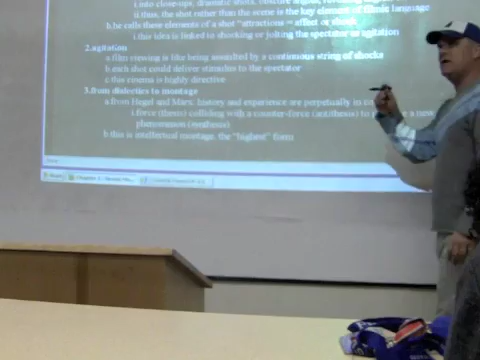 i.into close-ups, dramatic shots,
ii.thus, the shot rather than the scene is the key element of filmic language
b.he calls these elements of a shot "attractions = affect or shock
i.this idea is linked to shocking or jolting the spectator as agitation
2.agitation
a.film viewing is like being assaulted by a continuous string of shocks
b.each shot could deliver stimulus to the spectator
c.this cinema is highly directive
3.from dialectics to montage
a.from Hegel and Marx: history and experience are perpetually in
i.force (thesis) colliding with a counter-force (antithesis) to a new
phenomenon (synthesis)
b.this is intellectual montage, the "highest" form